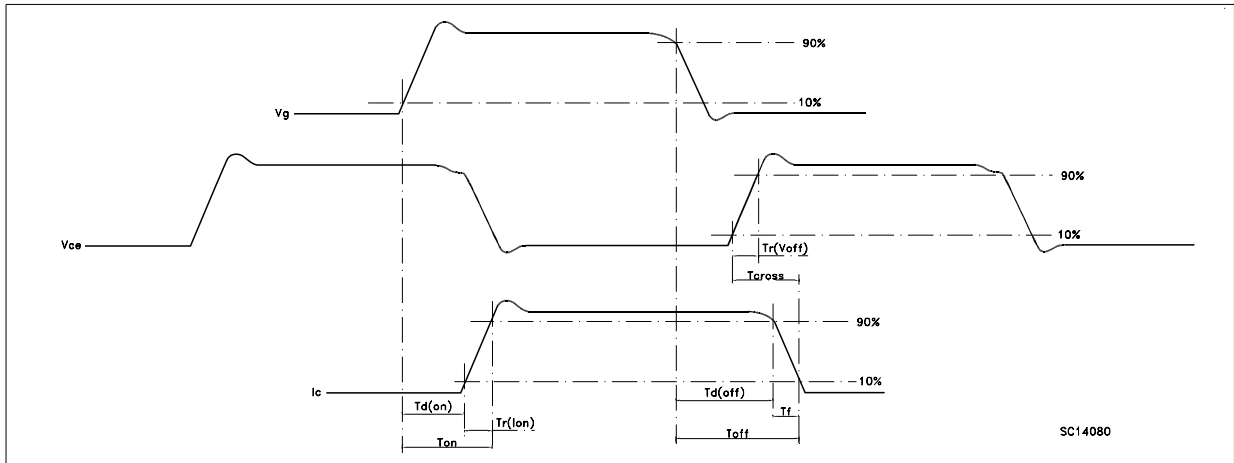 90%
10%
Vg
90%
Vce
10%
Tr(Voff)
Tcross
90%
10%
Ic
Td(on)
Td(off)
Tr(Ion)
Tf
Ton
Toff
SC14080